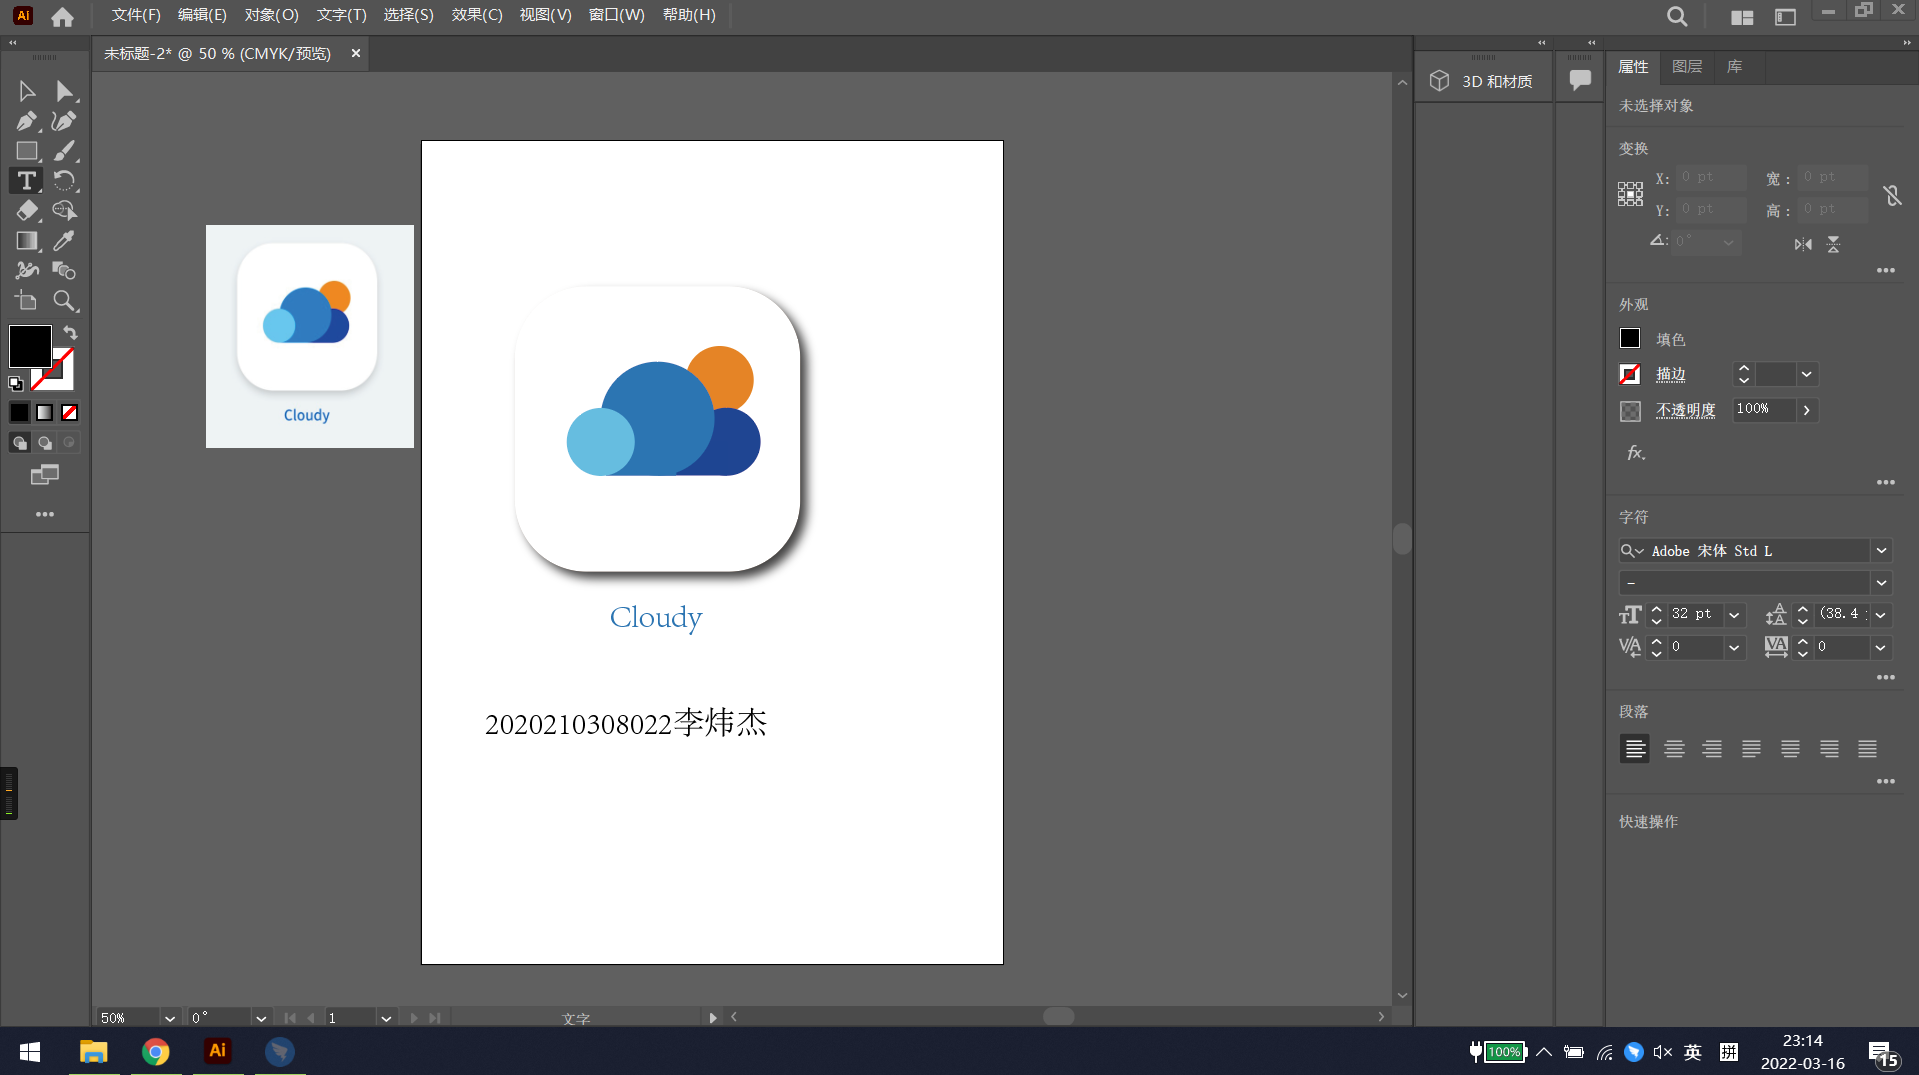 Ai 文件(F) 编辑(E) 对象(O) 文字(T) 选择(S) 效果(C) 视图(V) 窗口(W) 帮助(H)
未标题-2* @ 50 % (CMYK/预览) ×
3D 和材质
属性 图层 库
未选择对象
变换
X: 0 pt 宽: 0 pt
Y: 0 pt 高: 0 pt
0°
外观
填色
描边
不透明度 100%
fx.
字符
Adobe 宋体 Std L
-
32 pt (38.4
0 0
段落
快速操作
Cloudy
Cloudy
2020210308022李炜杰
50% 0° 1 文字
Ai 100% 英 拼 23:14
2022-03-16 15